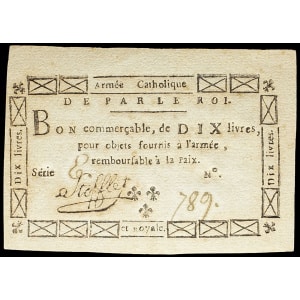 Armée Catholique
DE PAR LE ROI.
BON commerçable, de DIX livres,
pour objets fournis à l'armée,
remboursable à la Paix.
Série
N°.
789.
et Royale.
Dix livres.
Dix livres.